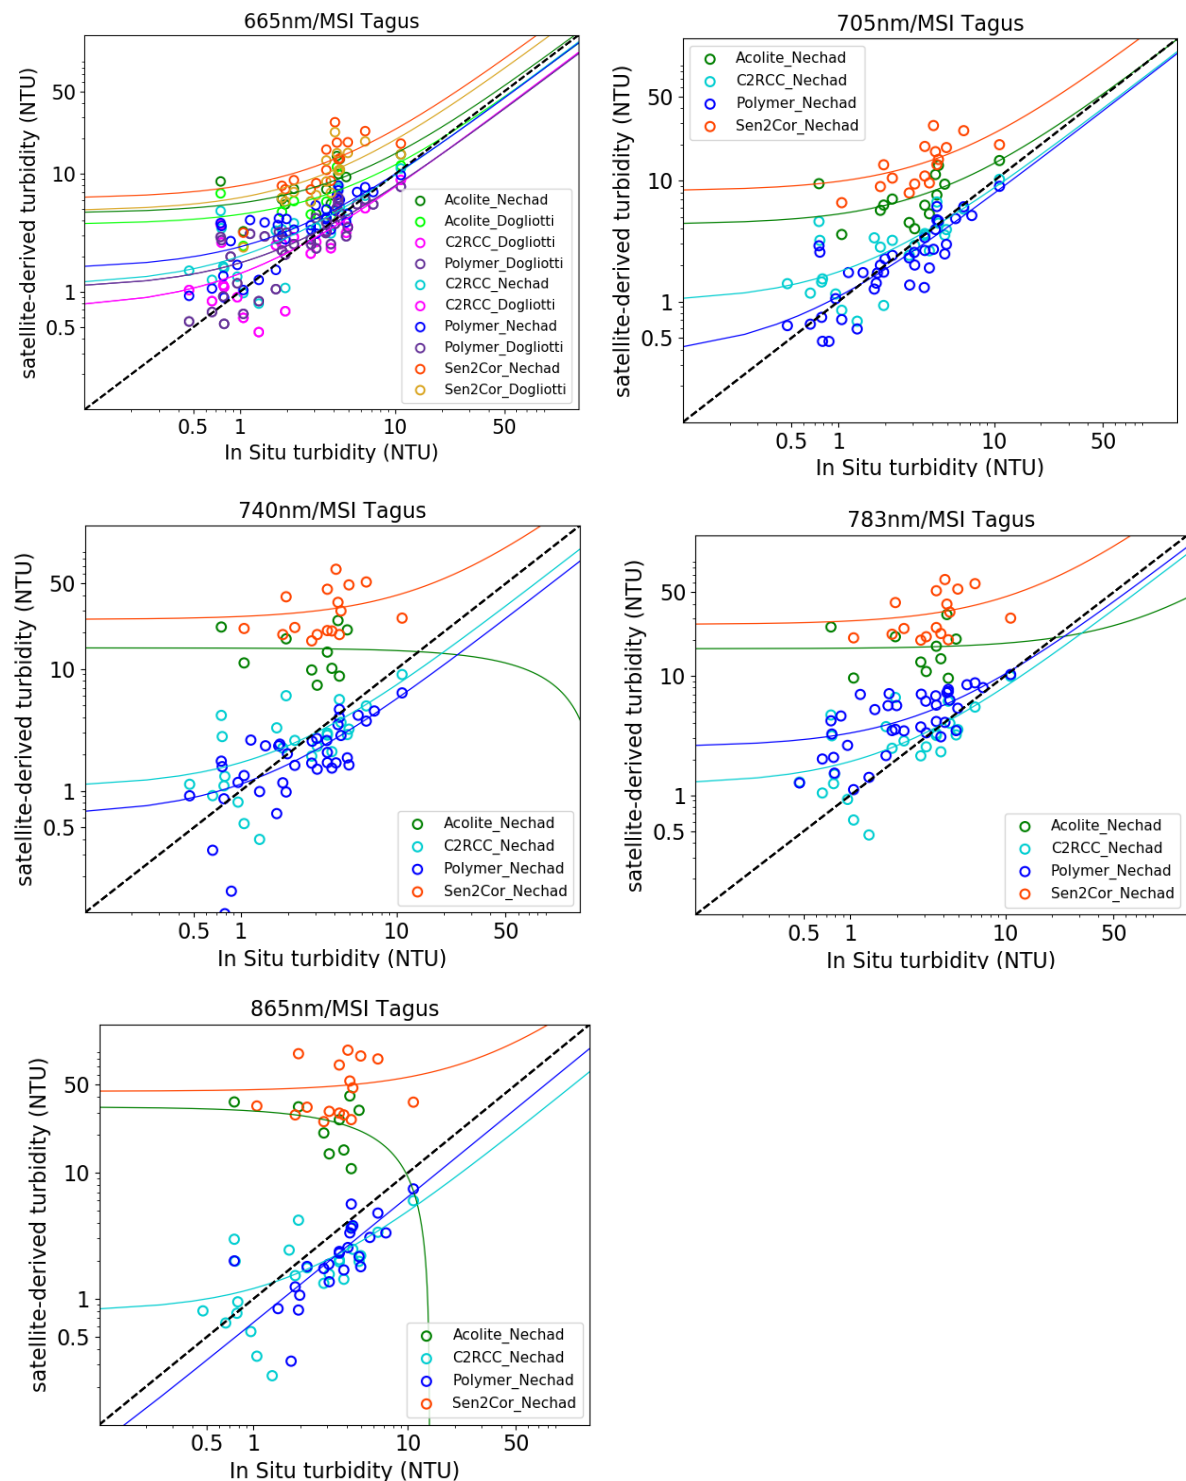 665nm/MSI Tagus
satellite-derived turbidity (NTU)
50
10
1
0.5
0.5
1
10
50
In Situ turbidity (NTU)
Acolite_Nechad
Acolite_Dogliotti
C2RCC_Dogliotti
Polymer_Dogliotti
C2RCC_Nechad
C2RCC_Dogliotti
Polymer_Nechad
Polymer_Dogliotti
Sen2Cor_Nechad
Sen2Cor_Dogliotti
705nm/MSI Tagus
satellite-derived turbidity (NTU)
50
10
1
0.5
0.5
1
10
50
In Situ turbidity (NTU)
Acolite_Nechad
C2RCC_Nechad
Polymer_Nechad
Sen2Cor_Nechad
740nm/MSI Tagus
satellite-derived turbidity (NTU)
50
10
1
0.5
0.5
1
10
50
In Situ turbidity (NTU)
Acolite_Nechad
C2RCC_Nechad
Polymer_Nechad
Sen2Cor_Nechad
783nm/MSI Tagus
satellite-derived turbidity (NTU)
50
10
1
0.5
0.5
1
10
50
In Situ turbidity (NTU)
Acolite_Nechad
C2RCC_Nechad
Polymer_Nechad
Sen2Cor_Nechad
865nm/MSI Tagus
satellite-derived turbidity (NTU)
50
10
1
0.5
0.5
1
10
50
In Situ turbidity (NTU)
Acolite_Nechad
C2RCC_Nechad
Polymer_Nechad
Sen2Cor_Nechad